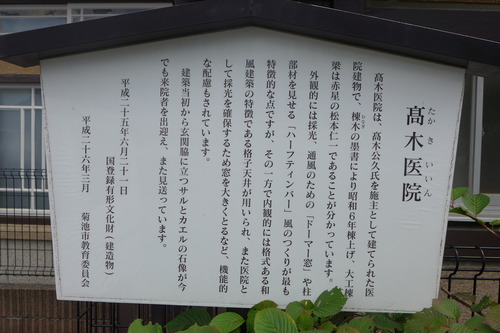 たかきいいん
髙木医院
髙木医院は、髙木公久氏を施主として建てられた医
院建物で、棟木の墨書により昭和6年棟上げ、大工棟
梁は赤星の松本仁一であることが分かっています。
外観的には採光、通風のための「ドーマー窓」や柱
部材を見せる「ハーフティンバー」風のつくりが最も
特徴的な点ですが、その一方で内観的には格式ある和
風建築の特徴である格子天井が用いられ、また医院と
して採光を確保するため窓を大きくとるなど、機能的
な配慮もされています。
建築当初から玄関脇に立つサルとカエルの石像が今
でも来院者を出迎え、また見送っています。
平成二十五年六月二十一日
国登録有形文化財(建造物)
平成二十六年三月 菊池市教育委員会